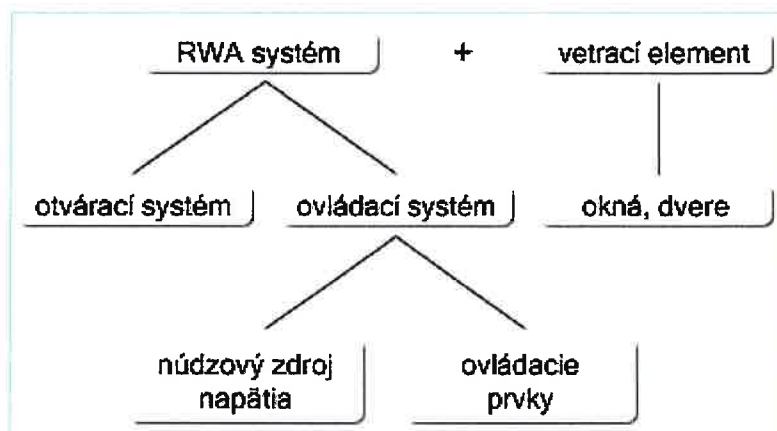 RWA systém + vetrací element
otvárací systém ovládací systém okná, dvere
núdzový zdroj
napätia
ovládacie
prvky